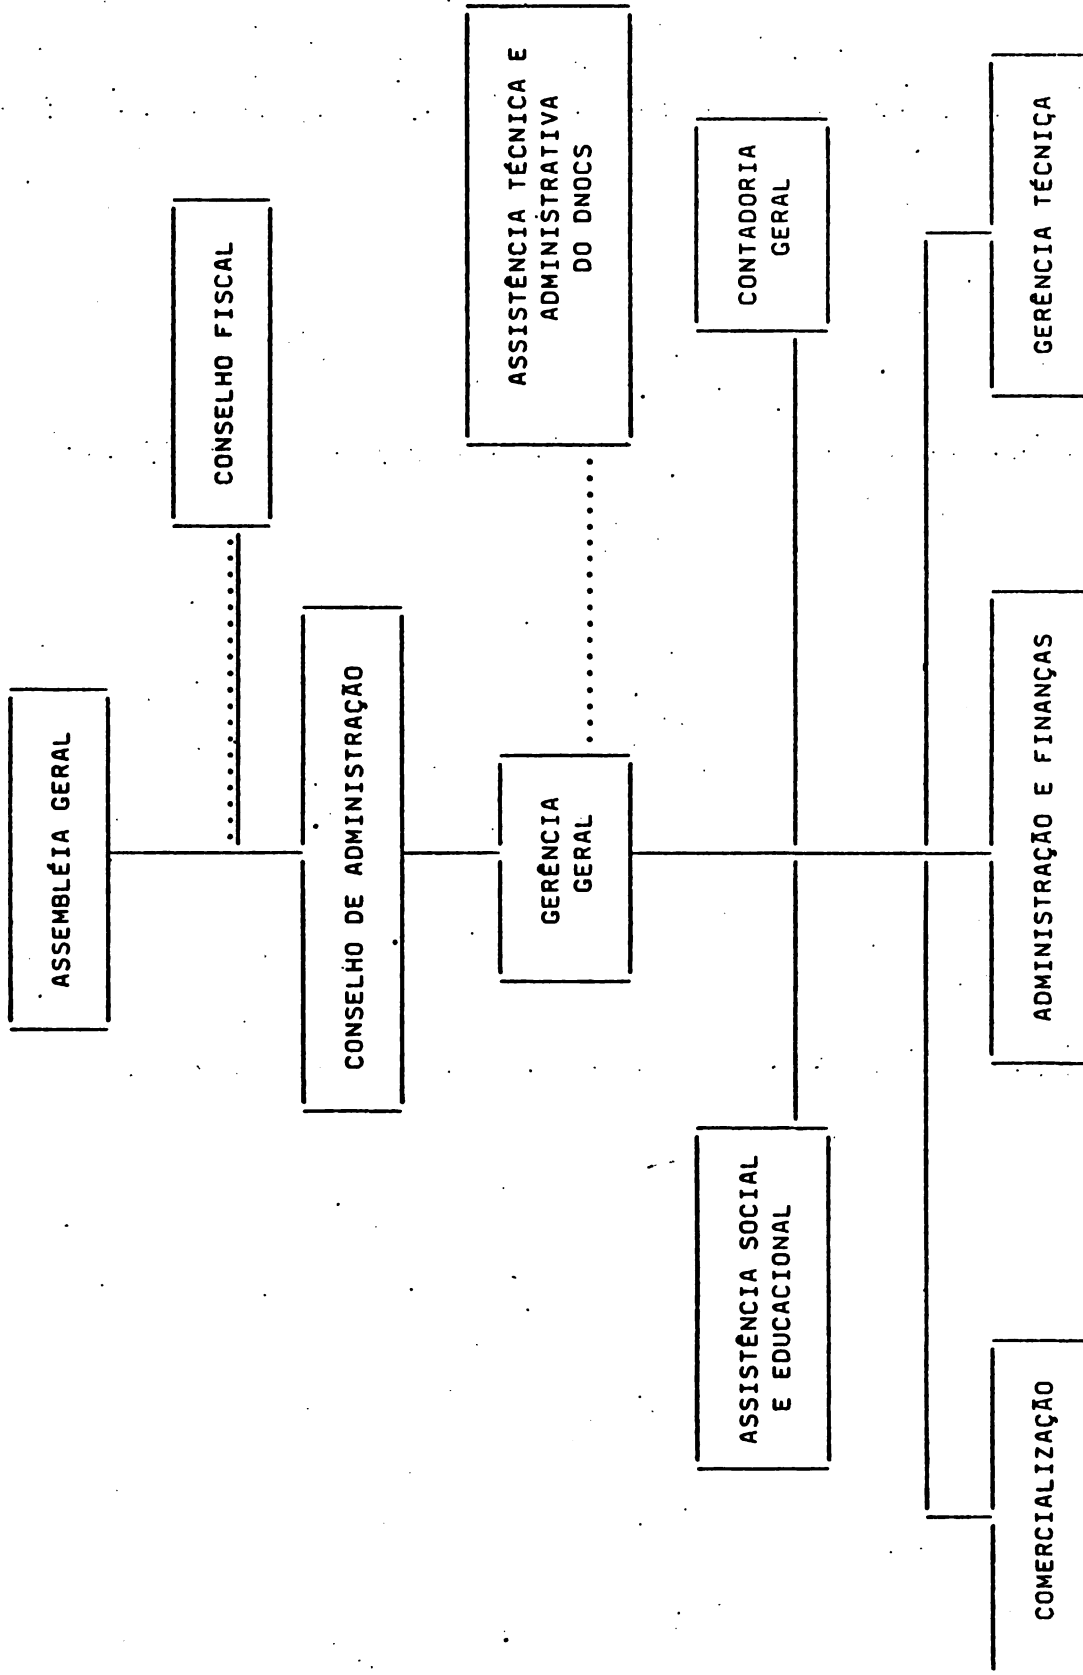 ASSEMBLÉIA GERAL
CONSELHO FISCAL
CONSELHO DE ADMINISTRAÇÃO
GERÊNCIA
GERAL
ASSISTÊNCIA TÉCNICA E
ADMINISTRATIVA
DO DNOCS
ASSISTÊNCIA SOCIAL
E EDUCACIONAL
CONTADORIA
GERAL
COMERCIALIZAÇÃO
ADMINISTRAÇÃO E FINANÇAS
GERÊNCIA TÉCNIÇA